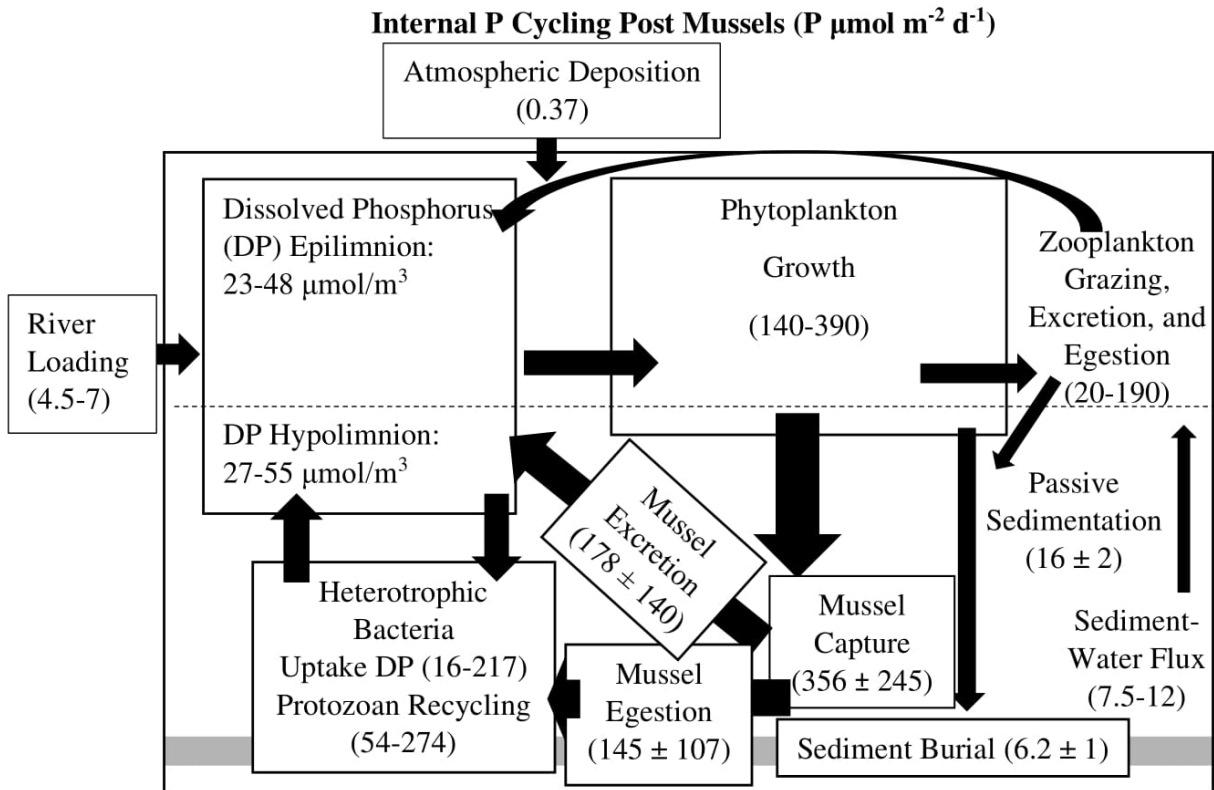 Internal P Cycling Post Mussels (P µmol m⁻² d⁻¹)
Atmospheric Deposition
(0.37)
Dissolved Phosphorus
(DP) Epilimnion:
23-48 µmol/m³
Phytoplankton
Growth
(140-390)
Zooplankton
Grazing,
Excretion, and
Egestion
(20-190)
River
Loading
(4.5-7)
DP Hypolimnion:
27-55 µmol/m³
Mussel
Excretion
(178 ± 140)
Passive
Sedimentation
(16 ± 2)
Heterotrophic
Bacteria
Uptake DP (16-217)
Protozoan Recycling
(54-274)
Mussel
Egestion
(145 ± 107)
Mussel
Capture
(356 ± 245)
Sediment-
Water Flux
(7.5-12)
Sediment Burial (6.2 ± 1)